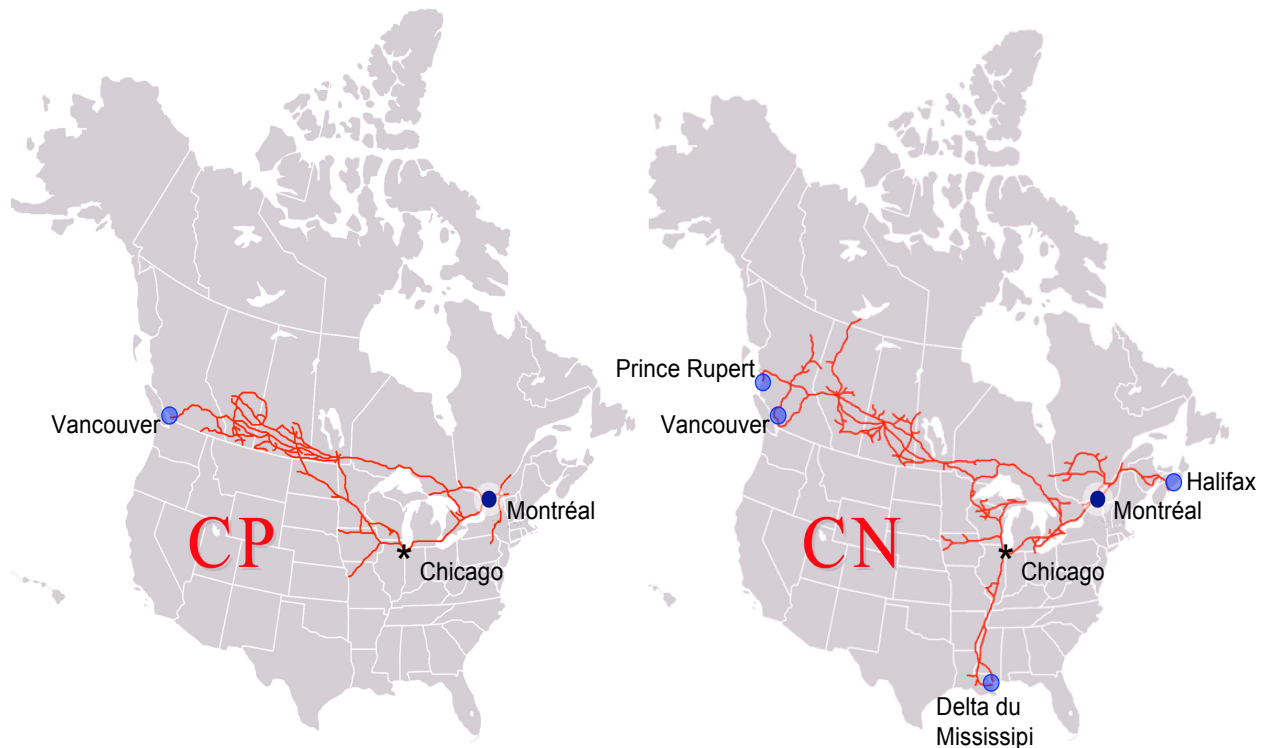 Vancouver
CP
Montréal
*
Chicago
Prince Rupert
Vancouver
Halifax
Montréal
CN
*
Chicago
Delta du
Mississipi